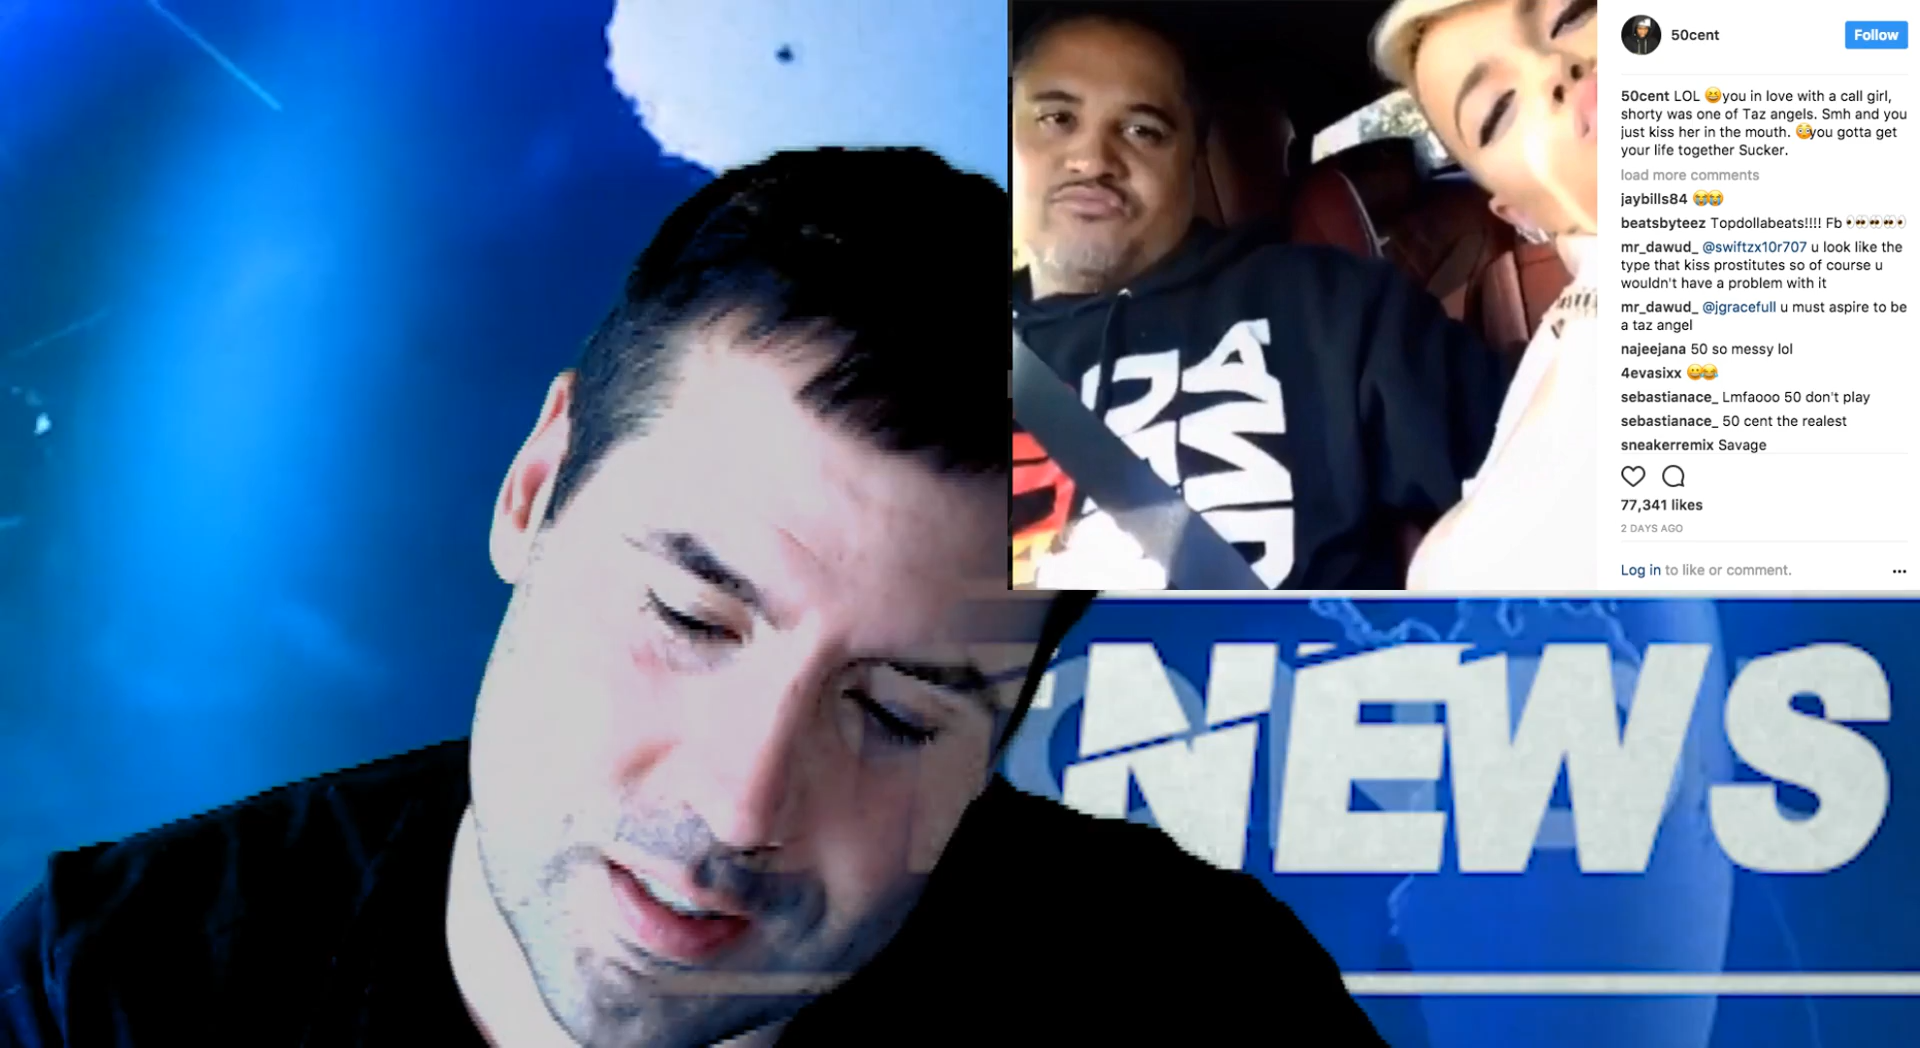 50cent
Follow
50cent LOL 😆you in love with a call girl,
shorty was one of Taz angels. Smh and you
just kiss her in the mouth. 😳you gotta get
your life together Sucker.
load more comments
jaybills84 😂😂
beatsbyteez Topdollabeats!!!! Fb 👀👀👀👀👀
mr_dawud_ @swiftzx10r707 u look like the
type that kiss prostitutes so of course u
wouldn't have a problem with it
mr_dawud_ @jgracefull u must aspire to be
a taz angel
najeejana 50 so messy lol
4evasixx 😀😂
sebastianace_ Lmfaooo 50 don't play
sebastianace_ 50 cent the realest
sneakerremix Savage
77,341 likes
2 DAYS AGO
Log in to like or comment.
NEWS